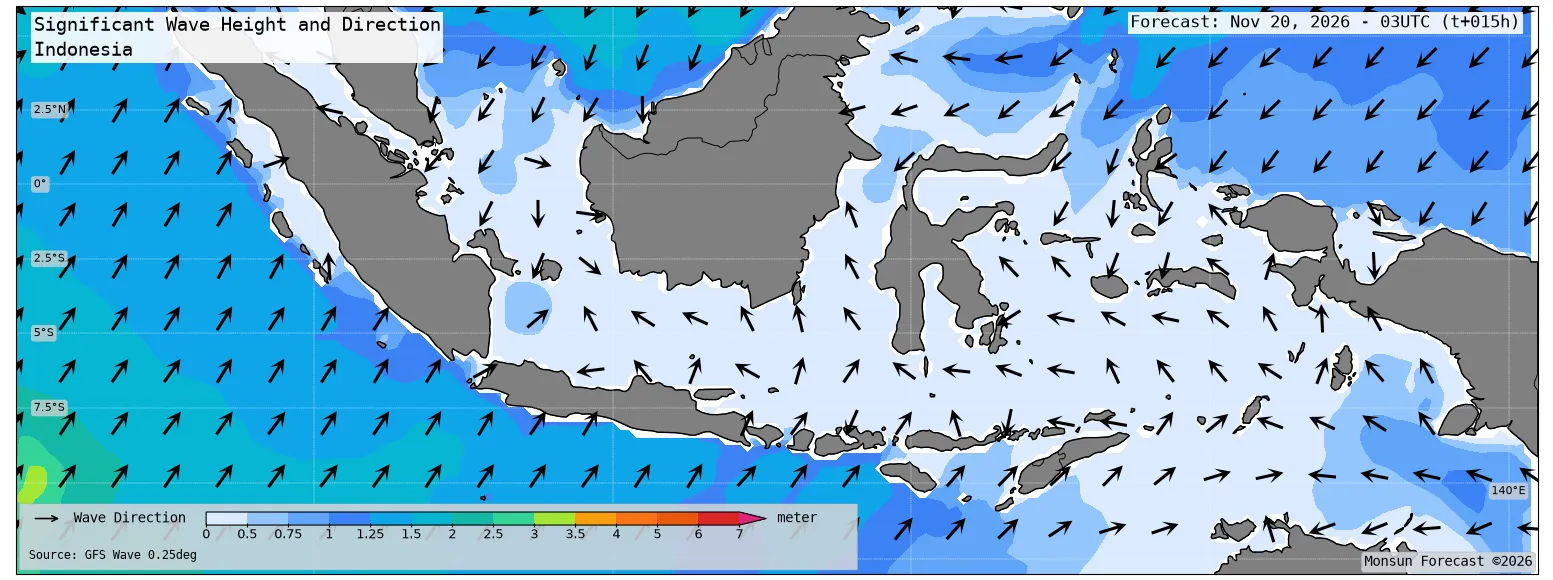 Significant Wave Height and Direction
Indonesia
Forecast: Nov 20, 2026 - 03UTC (t+015h)
2.5°N
0°
2.5°S
5°S
7.5°S
140°E
Wave Direction
meter
0 0.5 0.75 1 1.25 1.5 2 2.5 3 3.5 4 5 6 7
Source: GFS Wave 0.25deg
Monsun Forecast ©2026